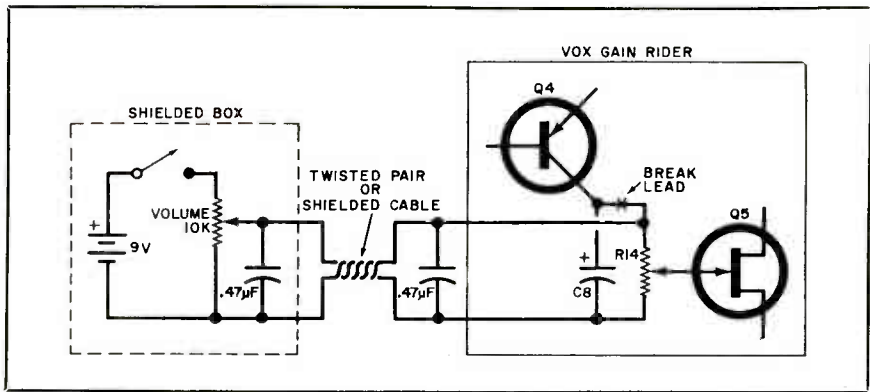 VOX GAIN RIDER
Q4
SHIELDED BOX
TWISTED PAIR
OR
SHIELDED CABLE
BREAK
LEAD
Q5
VOLUME
10K
+
9V
.47µF
.47µF
+
C8
R14